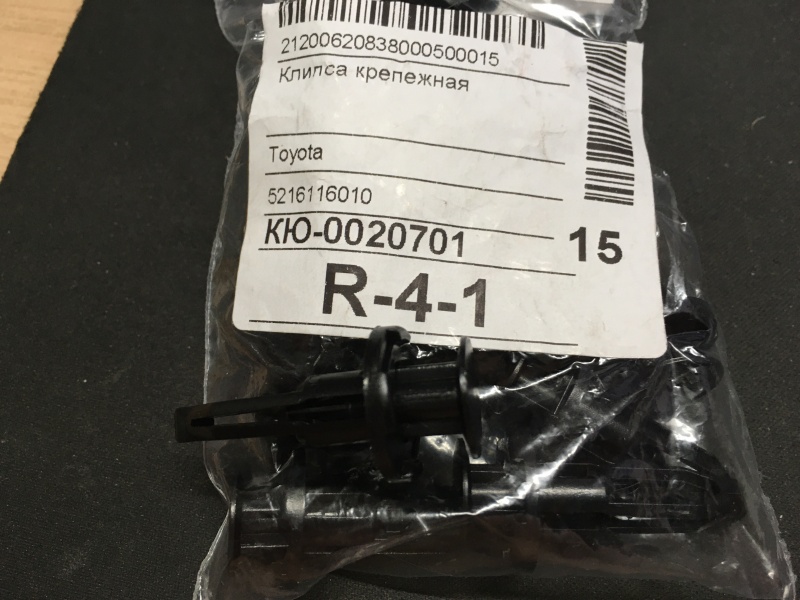 21200620838000500015
Клипса крепежная
Toyota
5216116010
КЮ-0020701
15
R-4-1